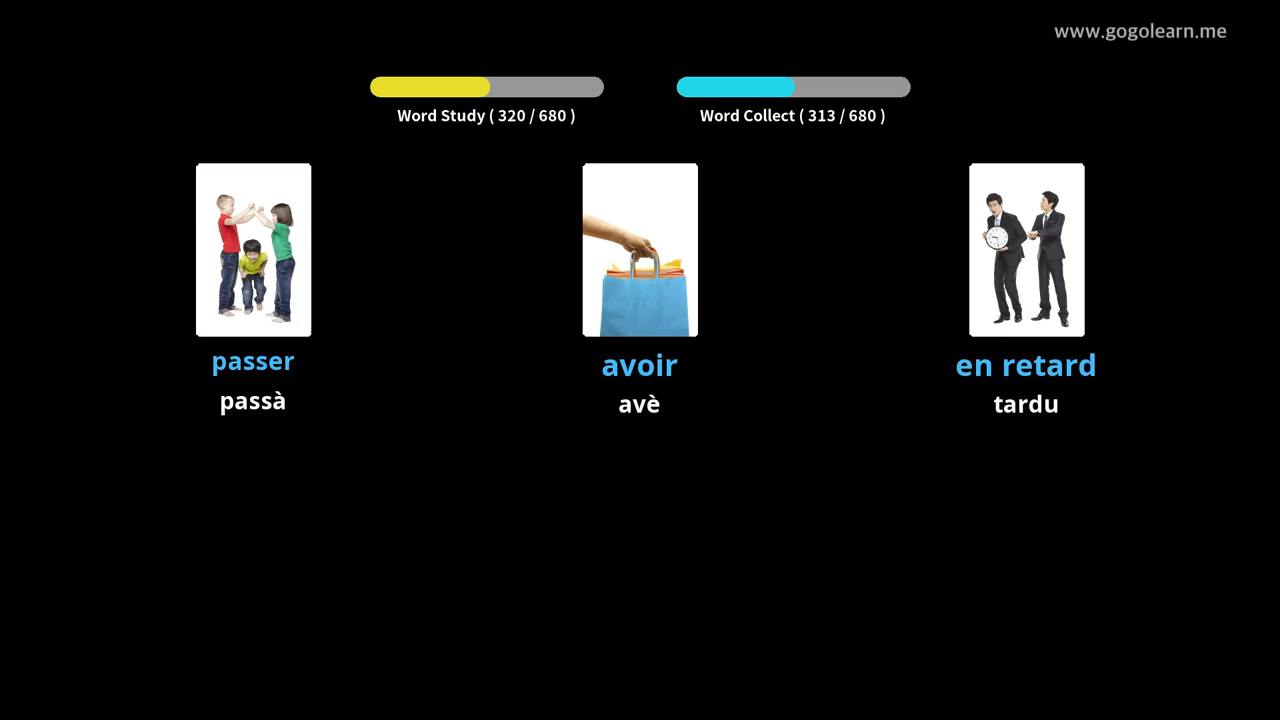 www.gogolearn.me
Word Study ( 320 / 680 )
Word Collect ( 313 / 680 )
passer
passà
avoir
avè
en retard
tardu